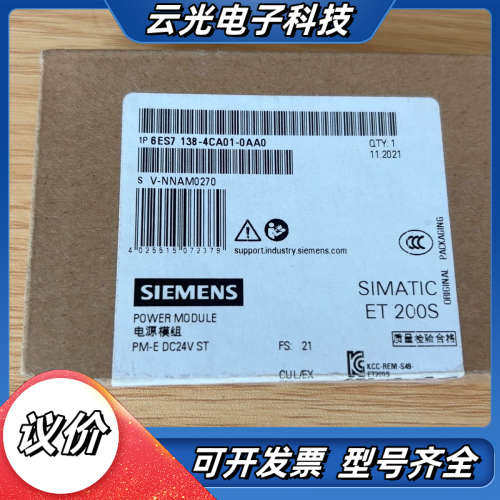 云光电子科技
1P 6ES7 138-4CA01-0AA0
QTY: 1
11.2021
S V-NNAM0270
4 025515 072379
support.industry.siemens.com
ORIGINAL PACKAGING
SIEMENS
SIMATIC
ET 200S
POWER MODULE
电源模组
PM-E DC24V ST
FS: 21
质量检验合格
CUL/EX
KCC-REM-S49-
ET200S
议价
可开发票 型号齐全